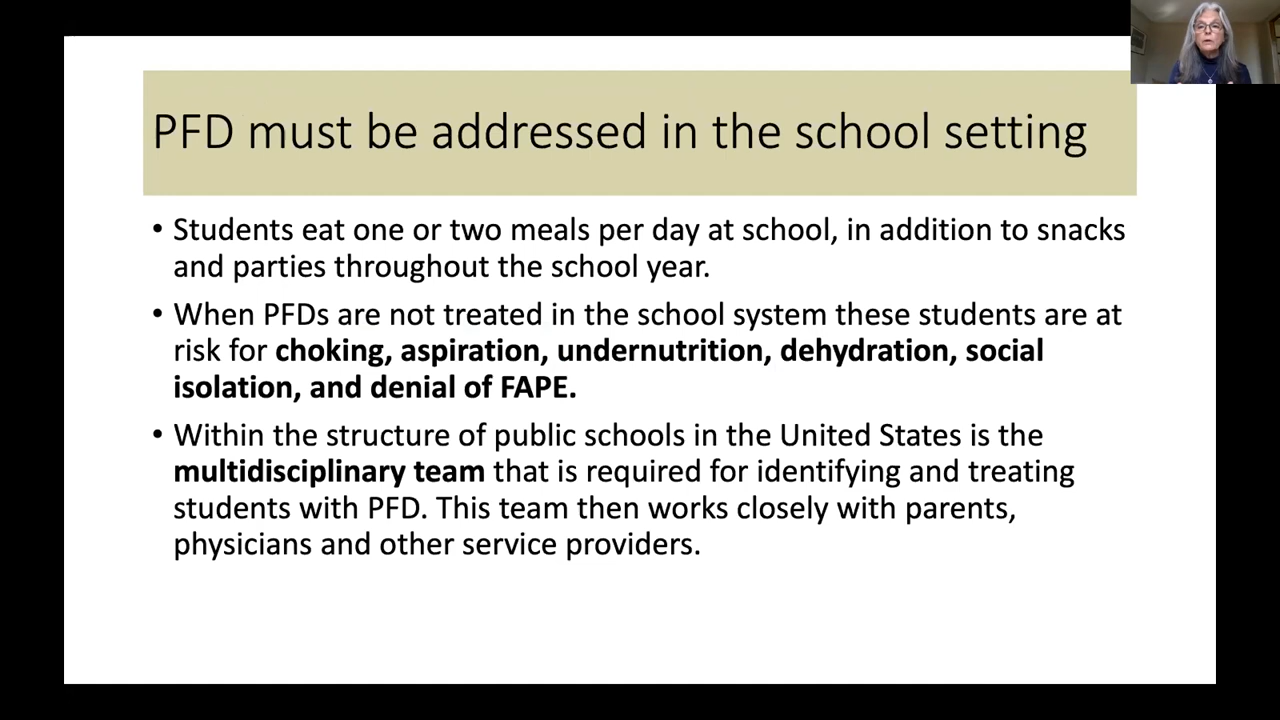 PFD must be addressed in the school setting
• Students eat one or two meals per day at school, in addition to snacks
and parties throughout the school year.
• When PFDs are not treated in the school system these students are at
risk for choking, aspiration, undernutrition, dehydration, social
isolation, and denial of FAPE.
• Within the structure of public schools in the United States is the
multidisciplinary team that is required for identifying and treating
students with PFD. This team then works closely with parents,
physicians and other service providers.